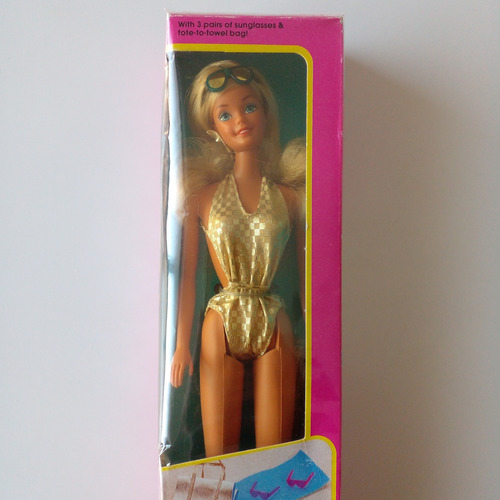 With 3 pairs of sunglasses &
tote-to-towel bag!